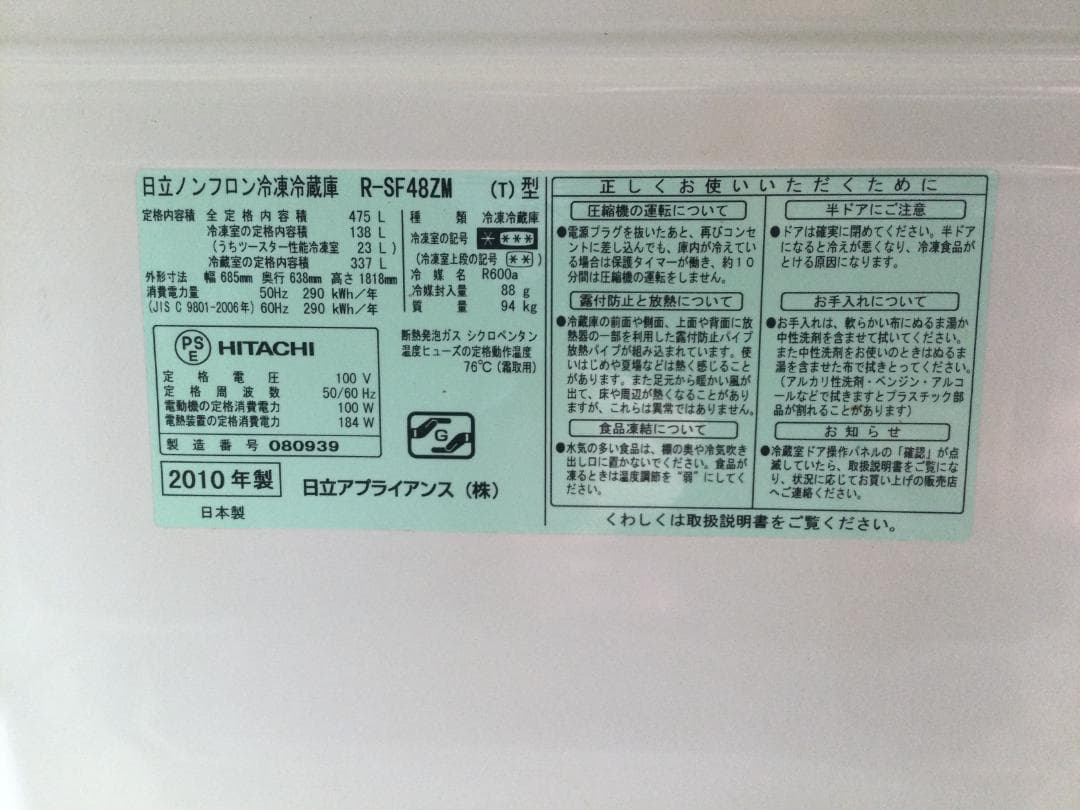 日立ノンフロン冷凍冷蔵庫 R-SF48ZM (T)型
定格内容積 全定格内容積 475 L
冷凍室の定格内容積 138 L
(うちツースター性能冷凍室 23 L)
冷蔵室の定格内容積 337 L
外形寸法 幅 685mm 奥行 638mm 高さ 1818mm
消費電力量 50Hz 290 kWh/年
(JIS C 9801-2006年) 60Hz 290 kWh/年
種類 冷凍冷蔵庫
冷凍室の記号 * ***
(冷凍室上段の記号 **)
冷媒名 R600a
冷媒封入量 88 g
質量 94 kg
PSE HITACHI
定格電圧 100 V
定格周波数 50/60 Hz
電動機の定格消費電力 100 W
電熱装置の定格消費電力 184 W
製造番号 080939
断熱発泡ガス シクロペンタン
温度ヒューズの定格動作温度
76℃(霜取用)
G
2010年製
日立アプライアンス(株)
日本製
正しくお使いいただくために
圧縮機の運転について
●電源プラグを抜いたあと、再びコンセ
ントに差し込んでも、庫内が冷えてい
る場合は保護タイマーが働き、約10
分間は圧縮機の運転をしません。
露付防止と放熱について
●冷蔵庫の前面や側面、上面や背面に放
熱器の一部を利用した露付防止パイプ
放熱パイプが組み込まれています。使
いはじめや夏場などは熱く感じること
があります。また足元から暖かい風が
出て、床や周辺が熱くなることがあり
ますが、これらは異常ではありません。
食品凍結について
●水気の多い食品は、棚の奥や冷気吹き
出し口に置かないでください。食品が
凍るときは温度調節を“弱”にしてく
ださい。
半ドアにご注意
●ドアは確実に閉めてください。半ドア
になると冷えが悪くなり、冷凍食品が
とける原因になります。
お手入れについて
●お手入れは、軟らかい布にぬるま湯か
中性洗剤を含ませて拭いてください。
また中性洗剤をお使いのときはぬるま
湯を含ませた布で拭きとってください。
(アルカリ性洗剤・ベンジン・アルコ
ールなどで拭きますとプラスチック部
品が割れることがあります)
お知らせ
●冷蔵室ドア操作パネルの「確認」が点
滅していたら、取扱説明書をご覧にな
り、状況に応じてお買い上げの販売店
へご連絡ください。
くわしくは取扱説明書をご覧ください。